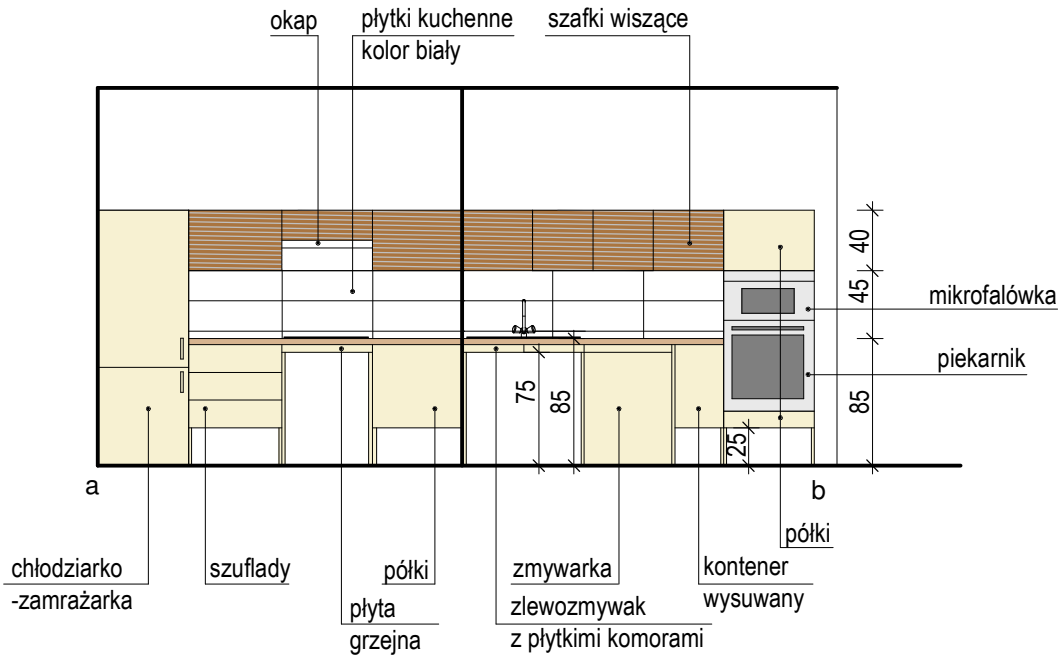 okap
płytki kuchenne
kolor biały
szafki wiszące
40
45
mikrofalówka
piekarnik
75
85
85
25
a
b
półki
chłodziarko
-zamrażarka
szuflady
półki
zmywarka
kontener
wysuwany
płyta
grzejna
zlewozmywak
z płytkimi komorami